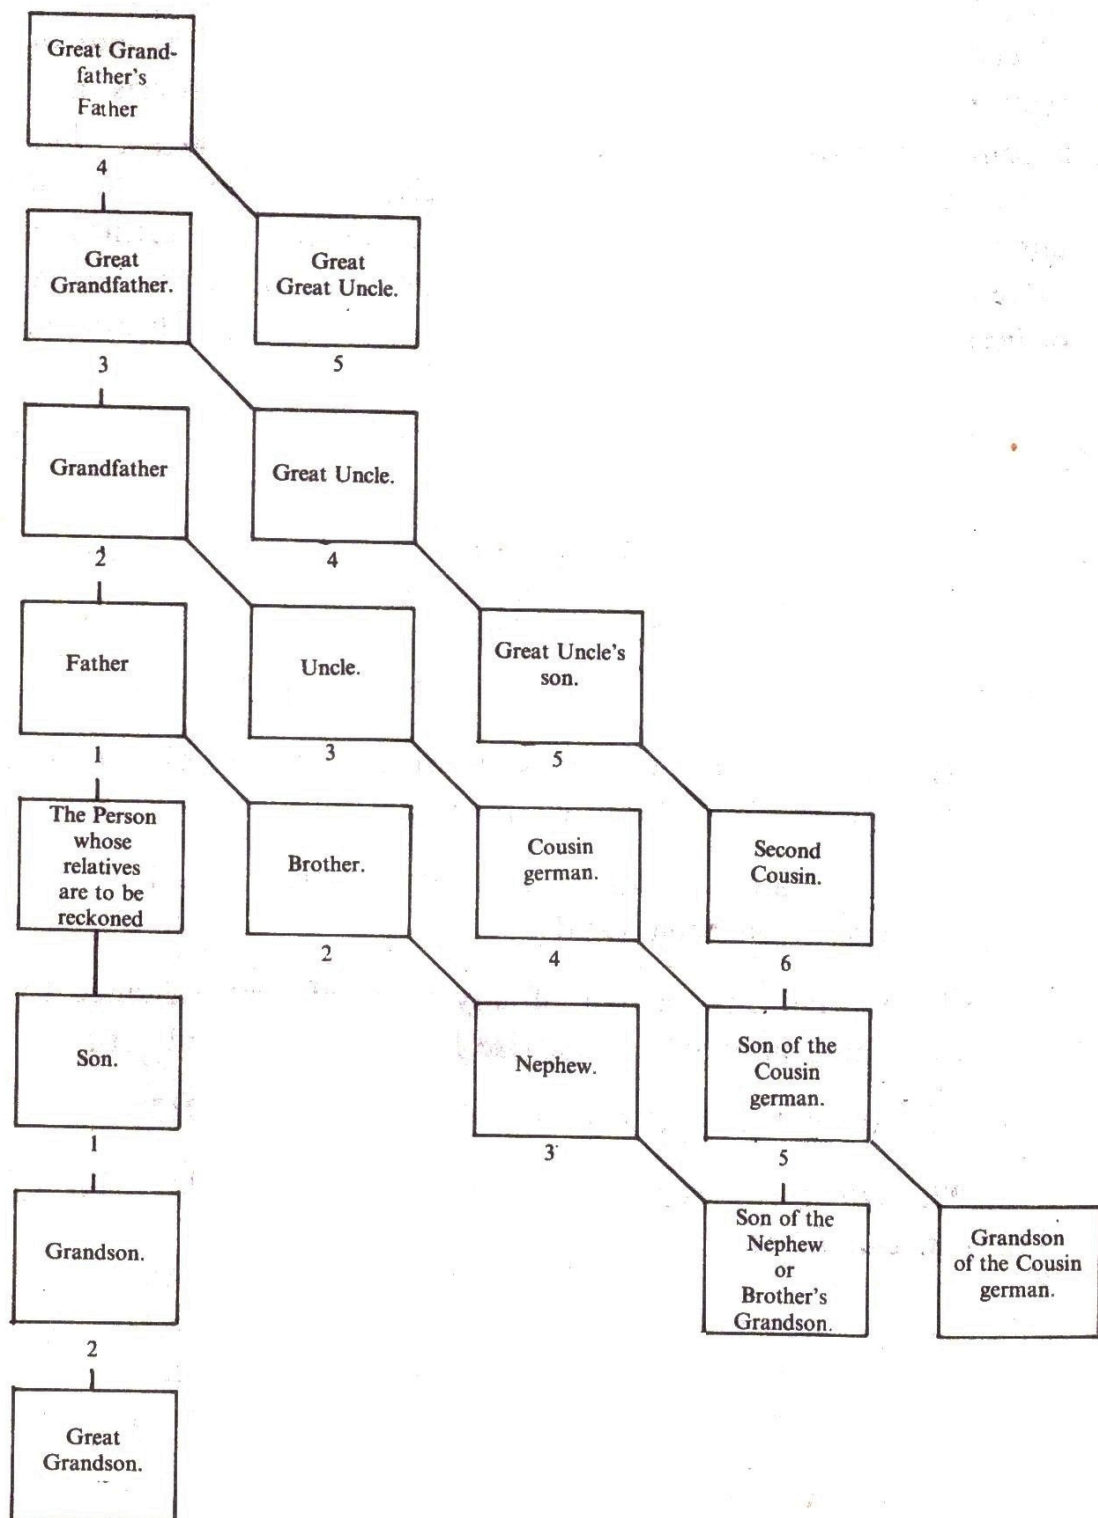 Great Grand-
father's
Father
4
Great
Grandfather.
Great
Great Uncle.
3
5
Grandfather
Great Uncle.
2
4
Father
Uncle.
Great Uncle's
son.
1
3
5
The Person
whose
relatives
are to be
reckoned
Brother.
Cousin
german.
Second
Cousin.
2
4
6
Son.
Nephew.
Son of the
Cousin
german.
1
3
5
Grandson.
Son of the
Nephew
or
Brother's
Grandson.
Grandson
of the Cousin
german.
2
Great
Grandson.